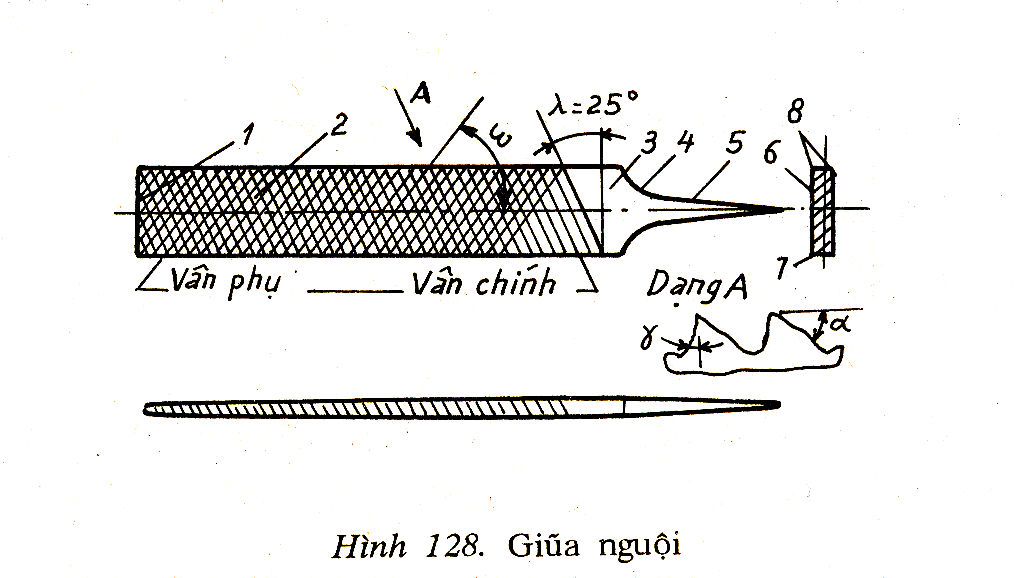 A
λ=25°
ω
1 2 3 4 5 6 8
7
Vân phụ Vân chính Dạng A
γ α
Hình 128. Giũa nguội